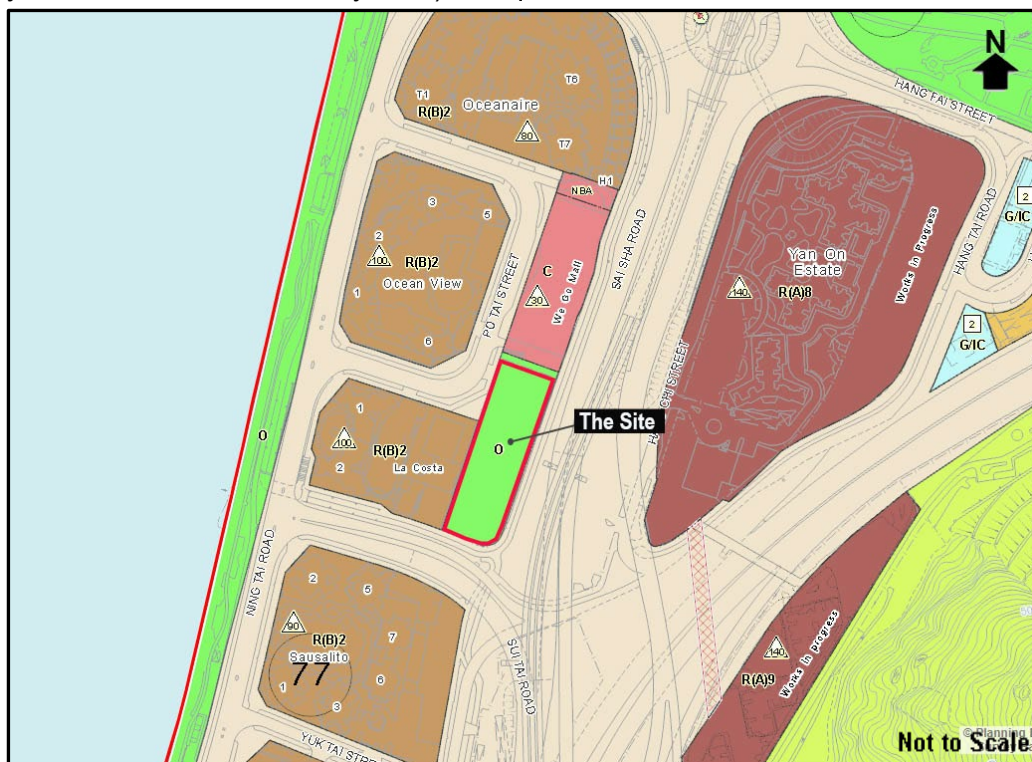 N
HANG FAI STREET
T6
T1
Oceanaire
R(B)2
80
T7
H1
NBA
2
G/IC
HANG TAI ROAD
3
5
2
100
R(B)2
Ocean View
1
6
PO TAI STREET
C
30
We Go Mall
SAI SHA ROAD
Yan On
Estate
140
R(A)8
Works in Progress
2
G/IC
The Site
O
O
1
100
R(B)2
2
La Costa
NING TAI ROAD
2
5
90
R(B)2
7
Sausalito
77
1
6
3
SUI TAI ROAD
YUK TAI STREET
140
R(A)9
Works in progress
Not to Scale